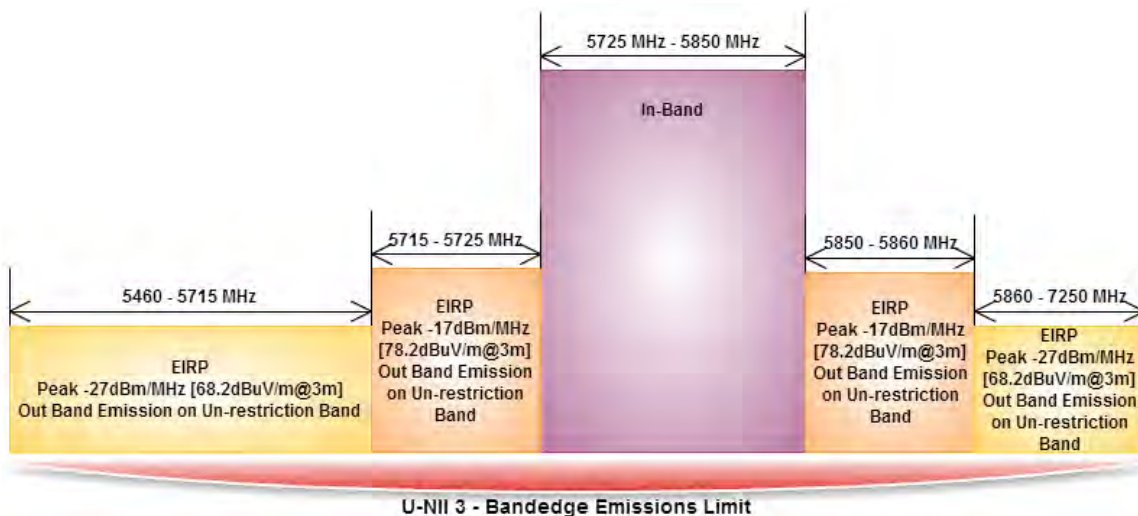 5725 MHz - 5850 MHz
In-Band
5715 - 5725 MHz
5850 - 5860 MHz
5460 - 5715 MHz
5860 - 7250 MHz
EIRP
Peak -27dBm/MHz [68.2dBuV/m@3m]
Out Band Emission on Un-restriction Band
EIRP
Peak -17dBm/MHz
[78.2dBuV/m@3m]
Out Band Emission
on Un-restriction
Band
EIRP
Peak -17dBm/MHz
[78.2dBuV/m@3m]
Out Band Emission
on Un-restriction
Band
EIRP
Peak -27dBm/MHz
[68.2dBuV/m@3m]
Out Band Emission
on Un-restriction
Band
U-NII 3 - Bandedge Emissions Limit